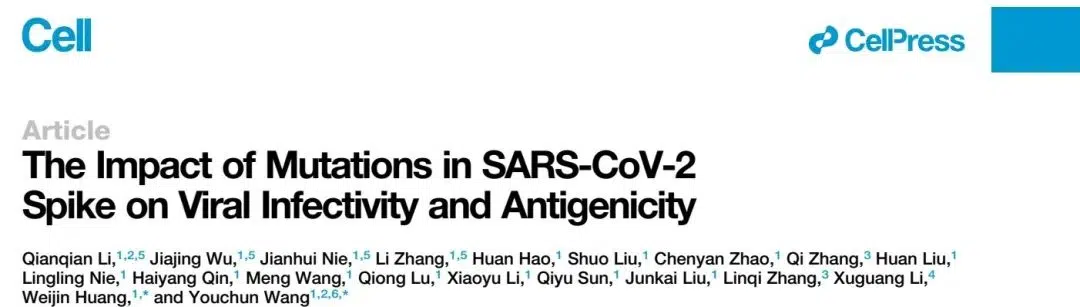 Cell
CellPress
Article
The Impact of Mutations in SARS-CoV-2
Spike on Viral Infectivity and Antigenicity
Qianqian Li,1,2,5 Jiajing Wu,1,5 Jianhui Nie,1,5 Li Zhang,1,5 Huan Hao,1 Shuo Liu,1 Chenyan Zhao,1 Qi Zhang,3 Huan Liu,1
Lingling Nie,1 Haiyang Qin,1 Meng Wang,1 Qiong Lu,1 Xiaoyu Li,1 Qiyu Sun,1 Junkai Liu,1 Linqi Zhang,3 Xuguang Li,4
Weijin Huang,1,* and Youchun Wang1,2,6,*